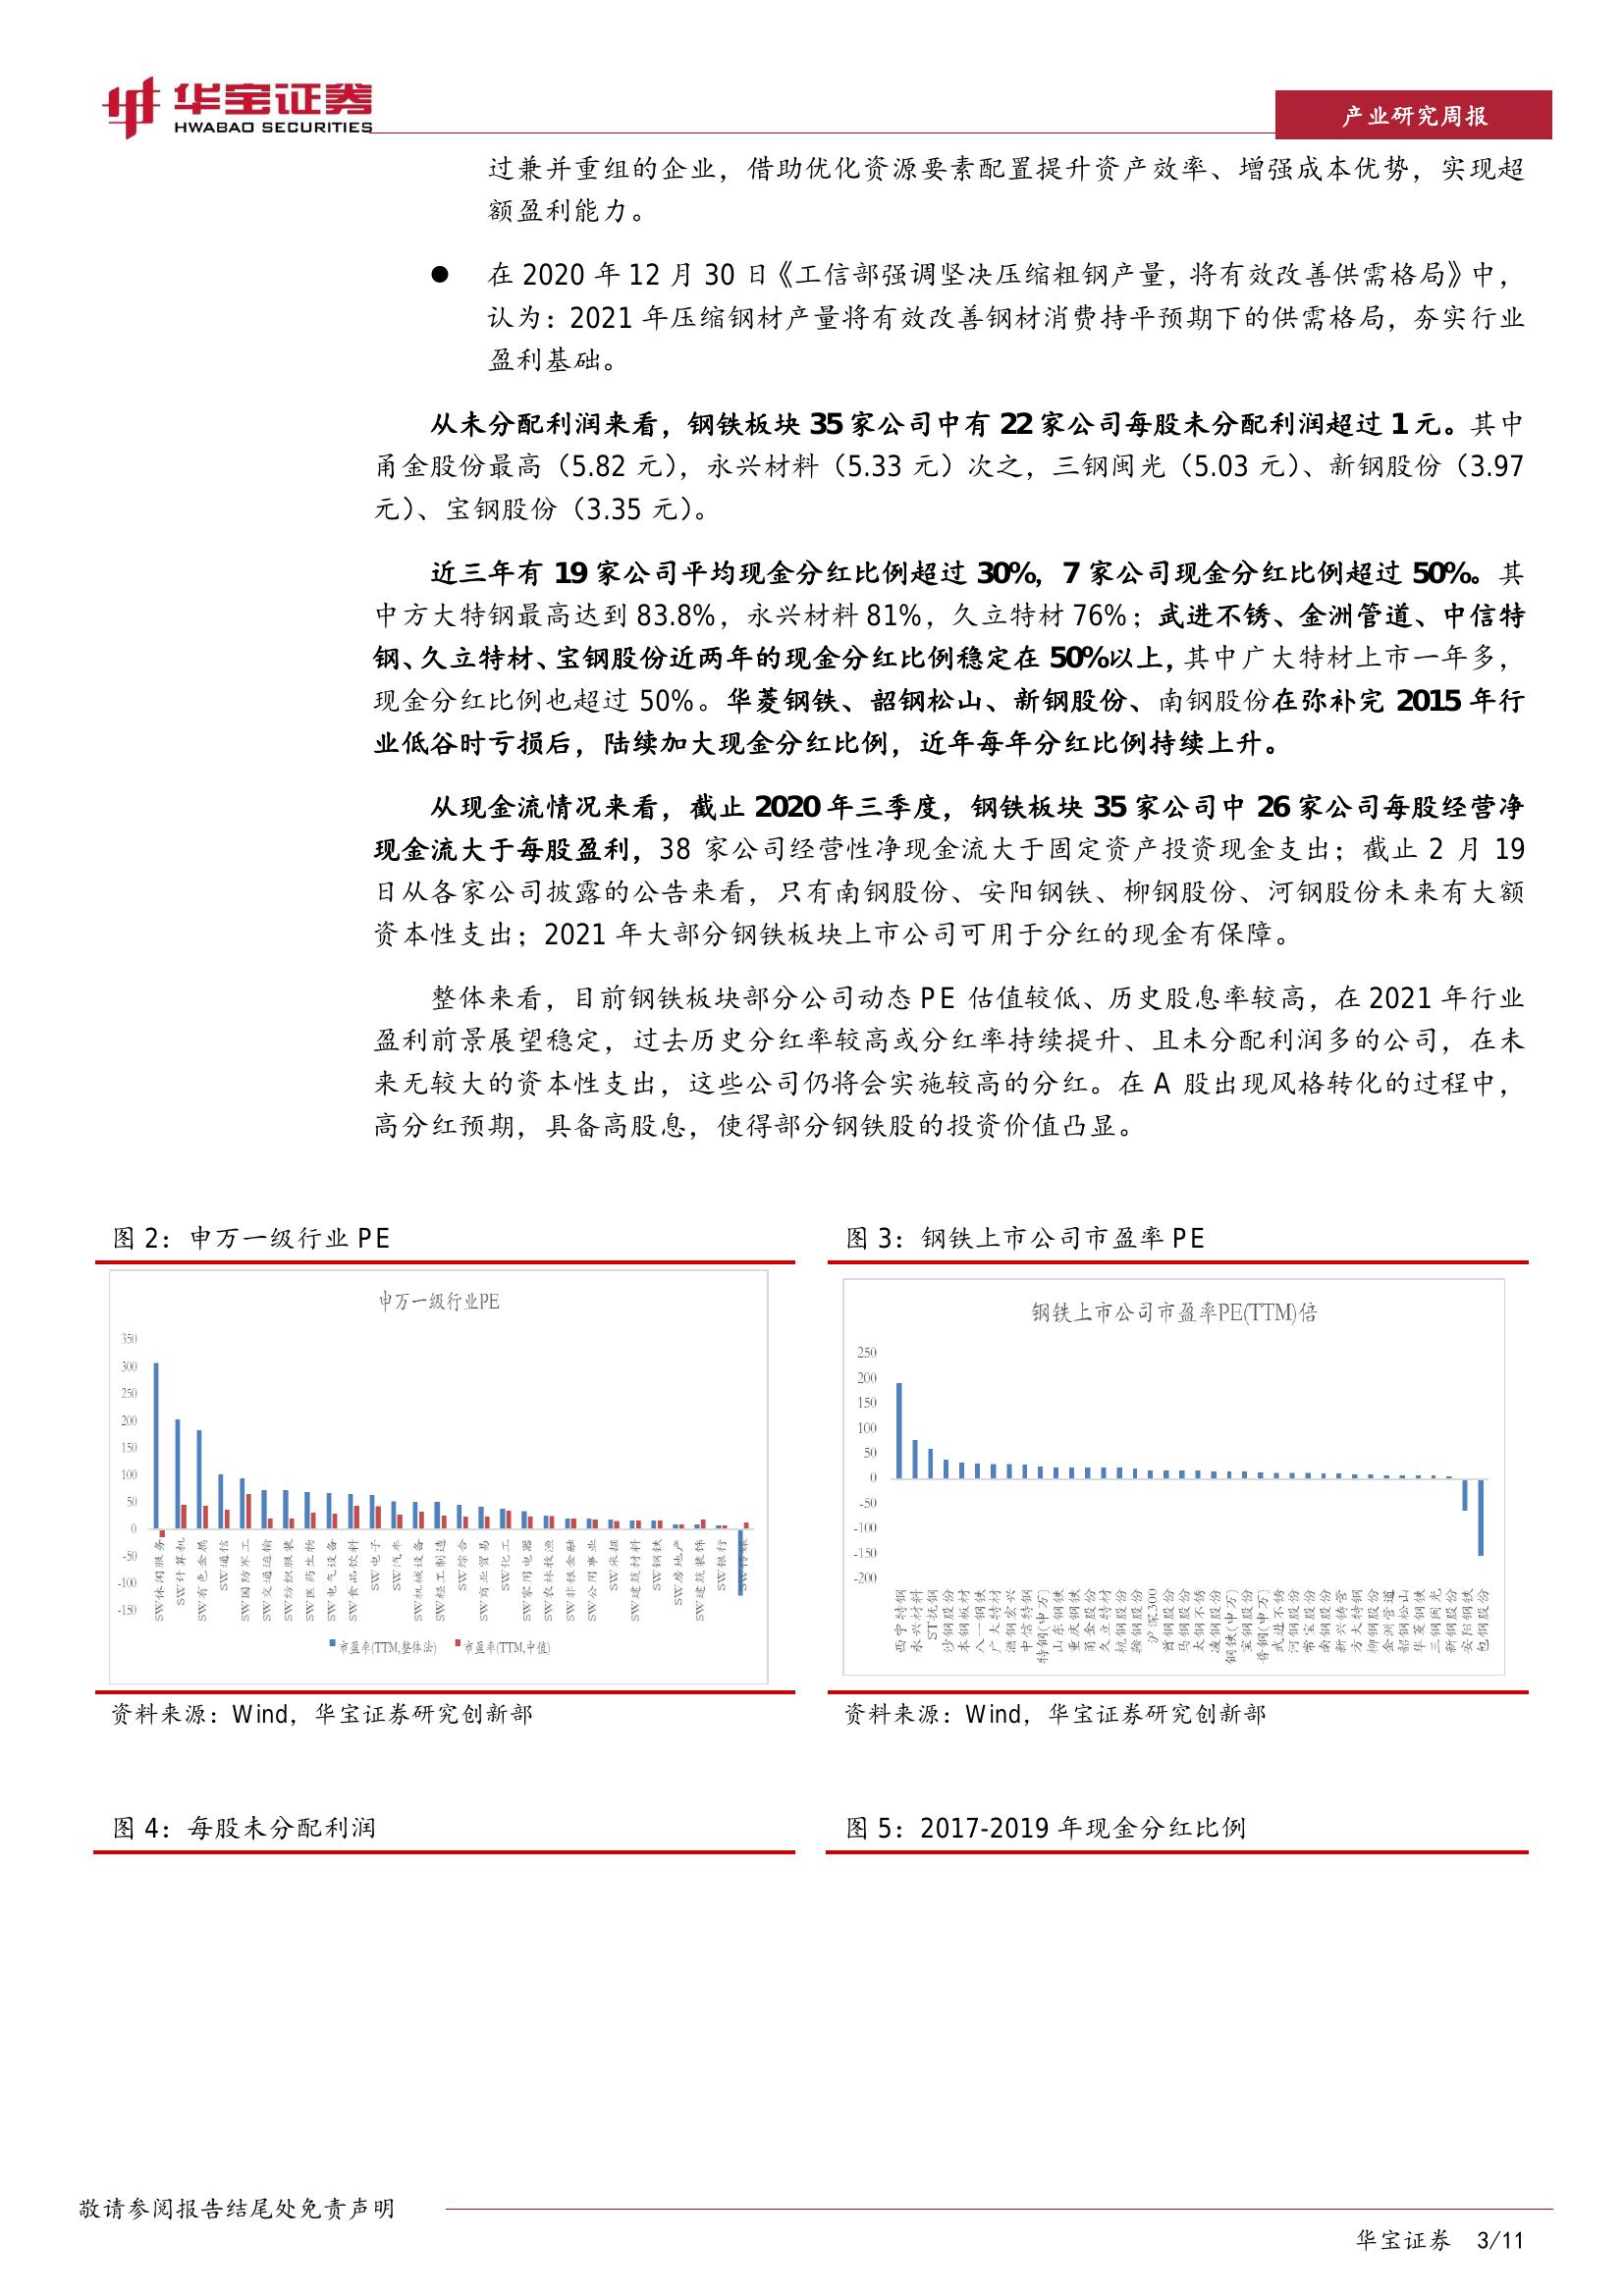 华宝证券
HWABAO SECURITIES
产业研究周报
过兼并重组的企业，借助优化资源要素配置提升资产效率、增强成本优势，实现超
额盈利能力。
● 在 2020 年 12 月 30 日《工信部强调坚决压缩粗钢产量，将有效改善供需格局》中，
认为：2021 年压缩钢材产量将有效改善钢材消费持平预期下的供需格局，夯实行业
盈利基础。
从未分配利润来看，钢铁板块 35 家公司中有 22 家公司每股未分配利润超过 1 元。其中
甬金股份最高（5.82 元），永兴材料（5.33 元）次之，三钢闽光（5.03 元）、新钢股份（3.97
元）、宝钢股份（3.35 元）。
近三年有 19 家公司平均现金分红比例超过 30%，7 家公司现金分红比例超过 50%。其
中方大特钢最高达到 83.8%，永兴材料 81%，久立特材 76%；武进不锈、金洲管道、中信特
钢、久立特材、宝钢股份近两年的现金分红比例稳定在 50%以上，其中广大特材上市一年多，
现金分红比例也超过 50%。华菱钢铁、韶钢松山、新钢股份、南钢股份在弥补完 2015 年行
业低谷时亏损后，陆续加大现金分红比例，近年每年分红比例持续上升。
从现金流情况来看，截止 2020 年三季度，钢铁板块 35 家公司中 26 家公司每股经营净
现金流大于每股盈利，38 家公司经营性净现金流大于固定资产投资现金支出；截止 2 月 19
日从各家公司披露的公告来看，只有南钢股份、安阳钢铁、柳钢股份、河钢股份未来有大额
资本性支出；2021 年大部分钢铁板块上市公司可用于分红的现金有保障。
整体来看，目前钢铁板块部分公司动态 PE 估值较低、历史股息率较高，在 2021 年行业
盈利前景展望稳定，过去历史分红率较高或分红率持续提升、且未分配利润多的公司，在未
来无较大的资本性支出，这些公司仍将会实施较高的分红。在 A 股出现风格转化的过程中，
高分红预期，具备高股息，使得部分钢铁股的投资价值凸显。
图 2：申万一级行业 PE
申万一级行业PE
350
300
250
200
150
100
50
0
-50
-100
-150
SW休闲服务
SW计算机
SW有色金属
SW通信
SW国防军工
SW交通运输
SW纺织服装
SW医药生物
SW电气设备
SW食品饮料
SW电子
SW汽车
SW机械设备
SW轻工制造
SW综合
SW商业贸易
SW化工
SW家用电器
SW农林牧渔
SW非银金融
SW公用事业
SW采掘
SW建筑材料
SW钢铁
SW房地产
SW建筑装饰
SW银行
SW传媒
市盈率(TTM,整体法)
市盈率(TTM,中值)
资料来源：Wind，华宝证券研究创新部
图 3：钢铁上市公司市盈率 PE
钢铁上市公司市盈率PE(TTM)倍
250
200
150
100
50
0
-50
-100
-150
-200
西宁特钢
永兴材料
ST抚钢
沙钢股份
本钢板材
八一钢铁
广大特材
酒钢宏兴
中信特钢
特钢(申万)
山东钢铁
重庆钢铁
甬金股份
久立特材
杭钢股份
鞍钢股份
沪深300
首钢股份
马钢股份
太钢不锈
凌钢股份
钢铁(申万)
宝钢股份
普钢(申万)
武进不锈
河钢股份
常宝股份
南钢股份
新兴铸管
方大特钢
柳钢股份
金洲管道
韶钢松山
华菱钢铁
三钢闽光
新钢股份
安阳钢铁
包钢股份
资料来源：Wind，华宝证券研究创新部
图 4：每股未分配利润
图 5：2017-2019 年现金分红比例
敬请参阅报告结尾处免责声明
华宝证券 3/11